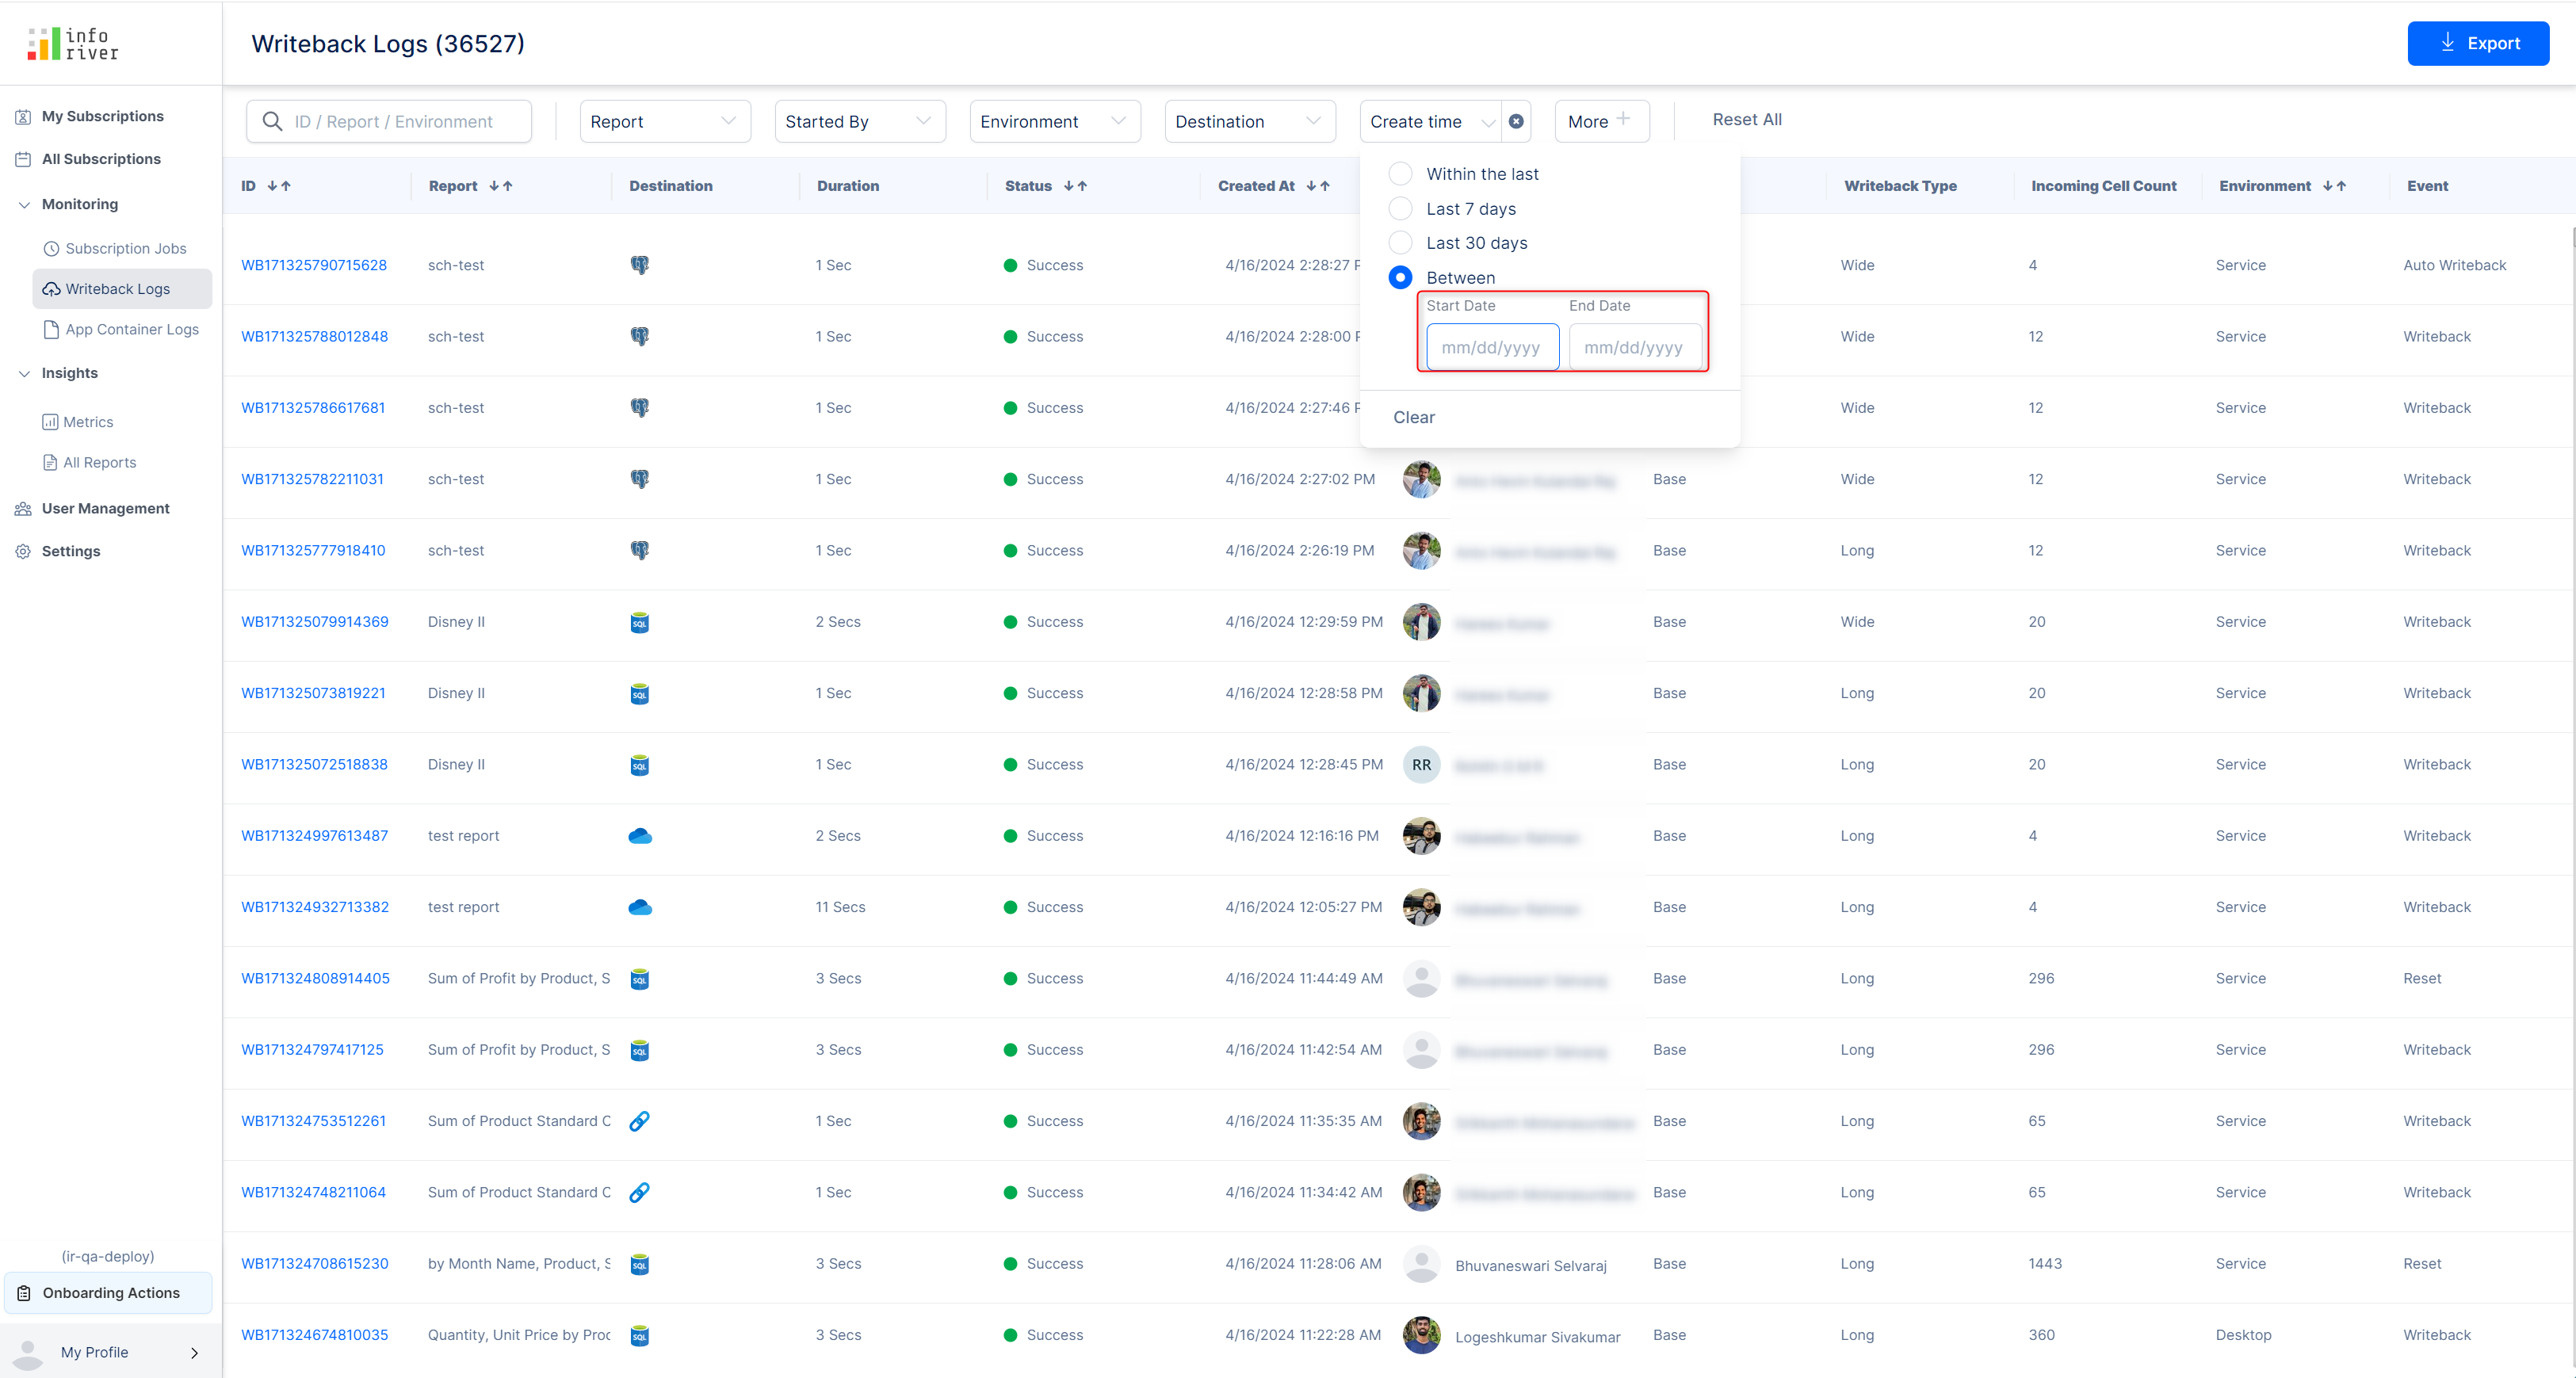 info
river
Writeback Logs (36527)
Export
My Subscriptions
All Subscriptions
Monitoring
Subscription Jobs
Writeback Logs
App Container Logs
Insights
Metrics
All Reports
User Management
Settings
(ir-qa-deploy)
Onboarding Actions
My Profile
ID / Report / Environment
Report
Started By
Environment
Destination
Create time
More
Reset All
Within the last
Last 7 days
Last 30 days
Between
Start Date End Date
mm/dd/yyyy mm/dd/yyyy
Clear
ID Report Destination Duration Status Created At Writeback Type Incoming Cell Count Environment Event
WB171325790715628 sch-test 1 Sec Success 4/16/2024 2:28:27 Wide 4 Service Auto Writeback
WB171325788012848 sch-test 1 Sec Success 4/16/2024 2:28:00 Wide 12 Service Writeback
WB171325786617681 sch-test 1 Sec Success 4/16/2024 2:27:46 Wide 12 Service Writeback
WB171325782211031 sch-test 1 Sec Success 4/16/2024 2:27:02 PM Base Wide 12 Service Writeback
WB171325777918410 sch-test 1 Sec Success 4/16/2024 2:26:19 PM Base Long 12 Service Writeback
WB171325079914369 Disney II SQL 2 Secs Success 4/16/2024 12:29:59 PM Base Wide 20 Service Writeback
WB171325073819221 Disney II SQL 1 Sec Success 4/16/2024 12:28:58 PM Base Long 20 Service Writeback
WB171325072518838 Disney II SQL 1 Sec Success 4/16/2024 12:28:45 PM RR Base Long 20 Service Writeback
WB171324997613487 test report 2 Secs Success 4/16/2024 12:16:16 PM Base Long 4 Service Writeback
WB171324932713382 test report 11 Secs Success 4/16/2024 12:05:27 PM Base Long 4 Service Writeback
WB171324808914405 Sum of Profit by Product, S SQL 3 Secs Success 4/16/2024 11:44:49 AM Base Long 296 Service Reset
WB171324797417125 Sum of Profit by Product, S SQL 3 Secs Success 4/16/2024 11:42:54 AM Base Long 296 Service Writeback
WB171324753512261 Sum of Product Standard C 1 Sec Success 4/16/2024 11:35:35 AM Base Long 65 Service Writeback
WB171324748211064 Sum of Product Standard C 1 Sec Success 4/16/2024 11:34:42 AM Base Long 65 Service Writeback
WB171324708615230 by Month Name, Product, S SQL 3 Secs Success 4/16/2024 11:28:06 AM Bhuvaneswari Selvaraj Base Long 1443 Service Reset
WB171324674810035 Quantity, Unit Price by Proc SQL 3 Secs Success 4/16/2024 11:22:28 AM Logeshkumar Sivakumar Base Long 360 Desktop Writeback